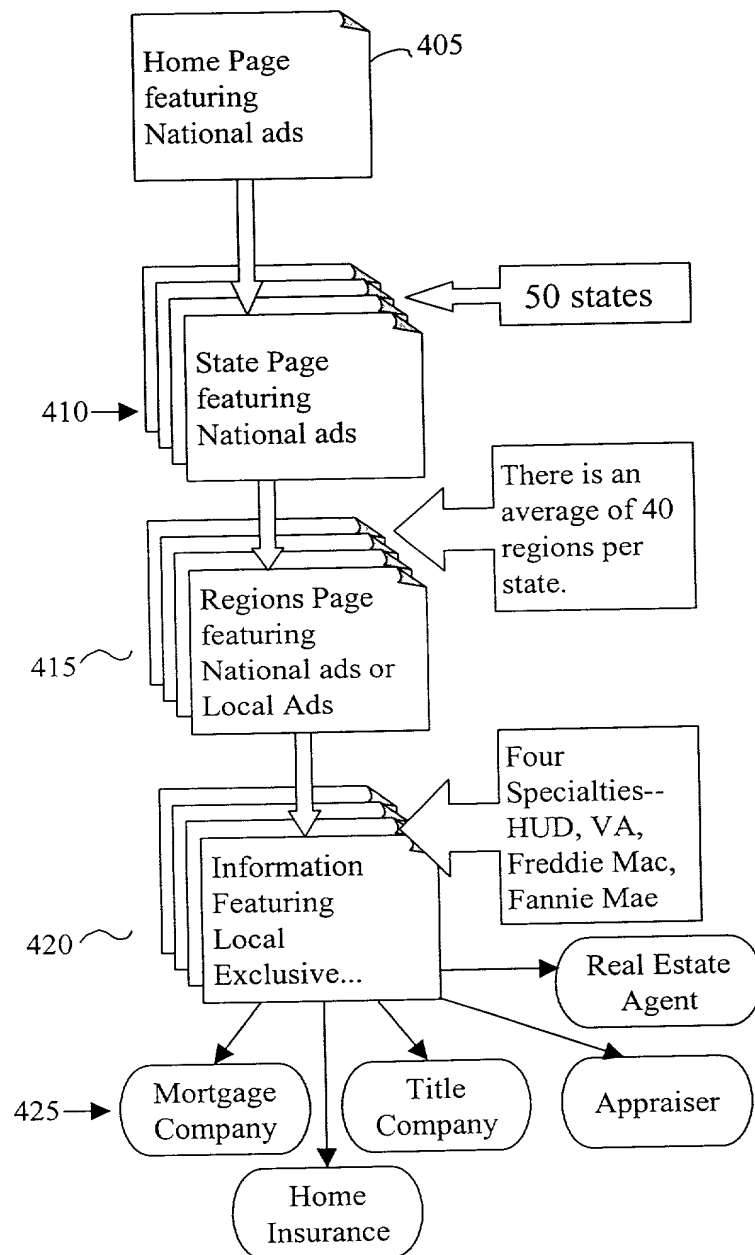 Home Page
featuring
National ads
405
50 states
State Page
featuring
National ads
410
There is an
average of 40
regions per
state.
Regions Page
featuring
National ads or
Local Ads
415
Four
Specialties--
HUD, VA,
Freddie Mac,
Fannie Mae
Information
Featuring
Local
Exclusive...
420
Real Estate
Agent
425
Mortgage
Company
Title
Company
Appraiser
Home
Insurance